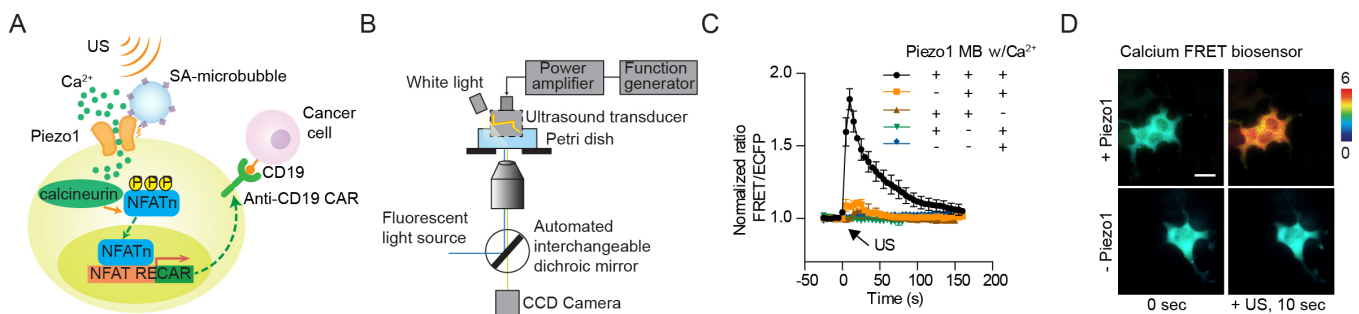 A
US
Ca²⁺
SA-microbubble
Piezo1
Cancer
cell
CD19
Anti-CD19 CAR
calcineurin
P P P
NFATn
NFATn
NFAT RE CAR
B
White light
Power
amplifier
Function
generator
Ultrasound transducer
Petri dish
Fluorescent
light source
Automated
interchangeable
dichroic mirror
CCD Camera
C
Piezo1 MB w/Ca²⁺
+ + +
- + +
+ + -
+ - +
- - +
Normalized ratio
FRET/ECFP
2.0
1.5
1.0
US
-50 0 50 100 150 200
Time (s)
D
Calcium FRET biosensor
+ Piezo1
- Piezo1
6
0
0 sec
+ US, 10 sec